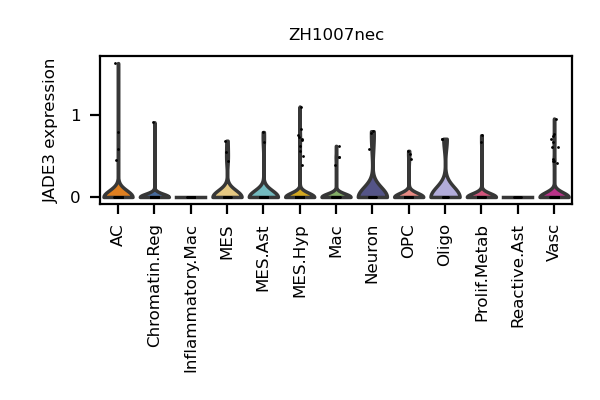 ZH1007nec
JADE3 expression
1
0
AC
Chromatin.Reg
Inflammatory.Mac
MES
MES.Ast
MES.Hyp
Mac
Neuron
OPC
Oligo
Prolif.Metab
Reactive.Ast
Vasc